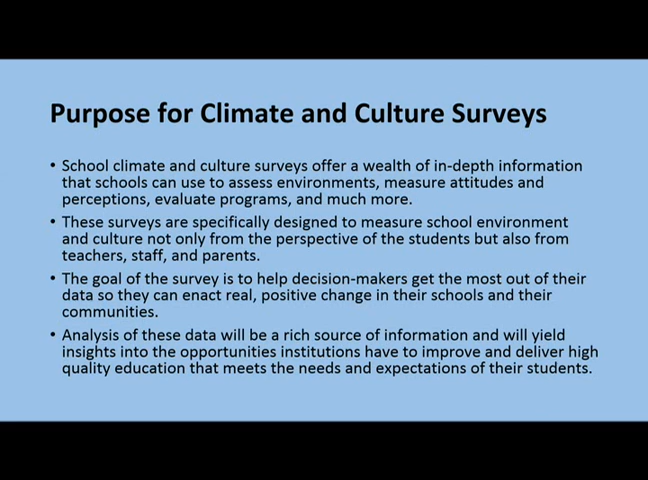 Purpose for Climate and Culture Surveys
• School climate and culture surveys offer a wealth of in-depth information
that schools can use to assess environments, measure attitudes and
perceptions, evaluate programs, and much more.
• These surveys are specifically designed to measure school environment
and culture not only from the perspective of the students but also from
teachers, staff, and parents.
• The goal of the survey is to help decision-makers get the most out of their
data so they can enact real, positive change in their schools and their
communities.
• Analysis of these data will be a rich source of information and will yield
insights into the opportunities institutions have to improve and deliver high
quality education that meets the needs and expectations of their students.